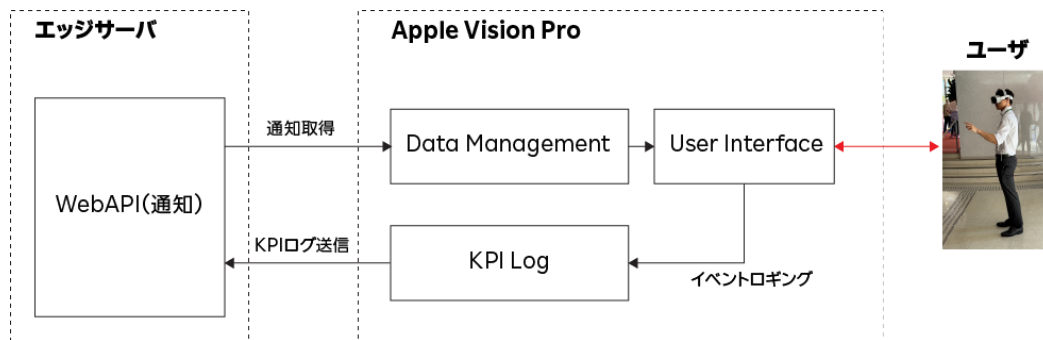 エッジサーバ
Apple Vision Pro
ユーザ
通知取得
Data Management
User Interface
WebAPI(通知)
KPIログ送信
KPI Log
イベントロギング